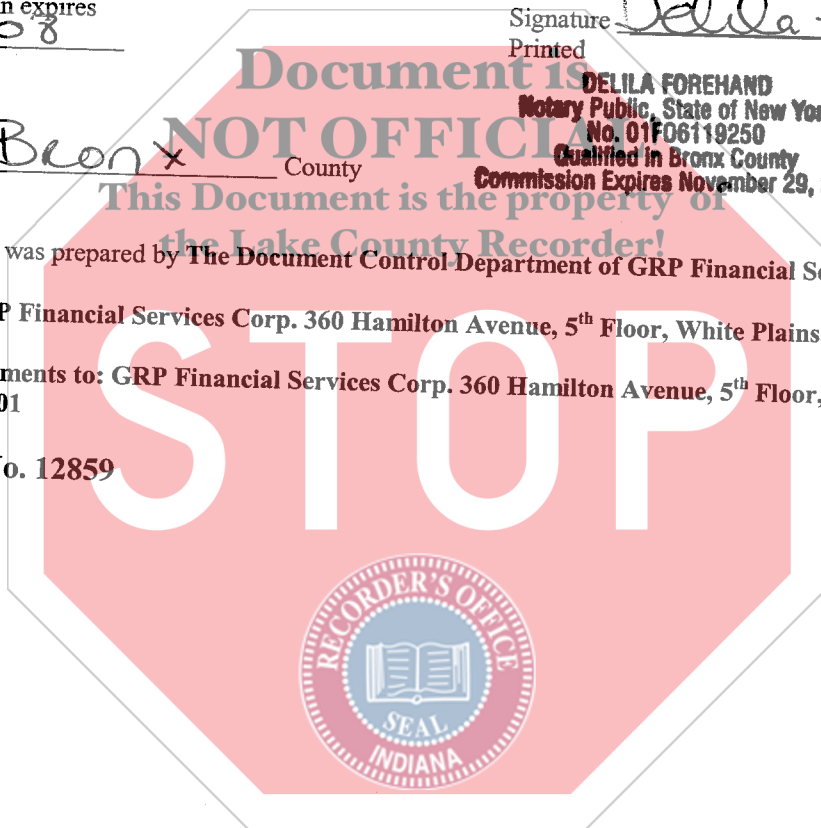 n expires
08
Signature Delila
Printed
DELILA FOREHAND
Notary Public, State of New Yor
No. 01FO6119250
Qualified in Bronx County
Commission Expires November 29,
Bronx County
Document is
NOT OFFICIAL
This Document is the property of
the Lake County Recorder!
was prepared by The Document Control Department of GRP Financial Se
P Financial Services Corp. 360 Hamilton Avenue, 5th Floor, White Plains
ments to: GRP Financial Services Corp. 360 Hamilton Avenue, 5th Floor,
01
o. 12859
STOP
RECORDER'S OFFICE
SEAL
INDIANA